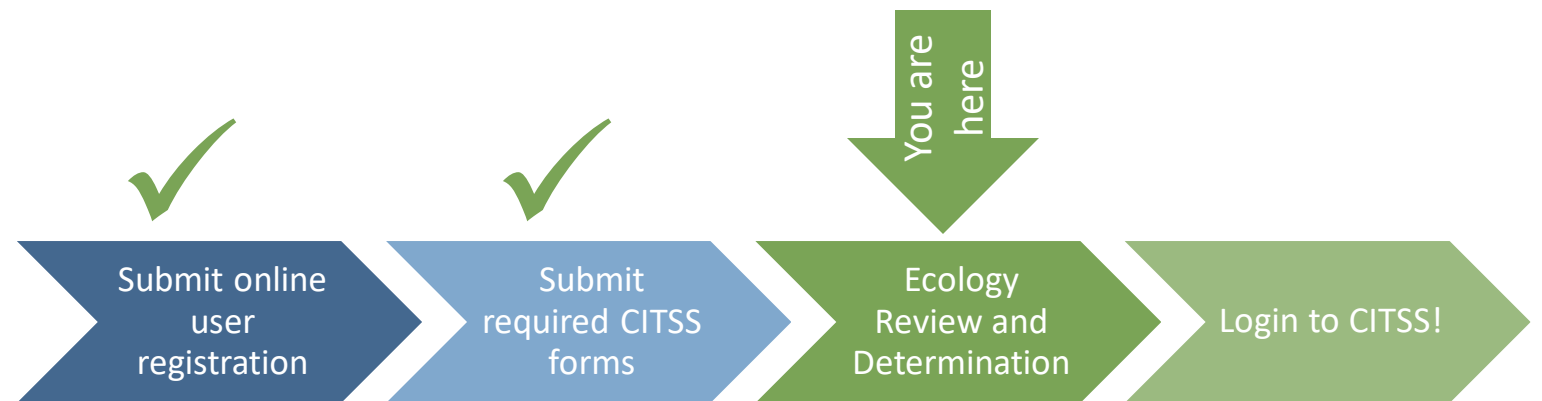 You are
here
Submit online
user
registration
Submit
required CITSS
forms
Ecology
Review and
Determination
Login to CITSS!